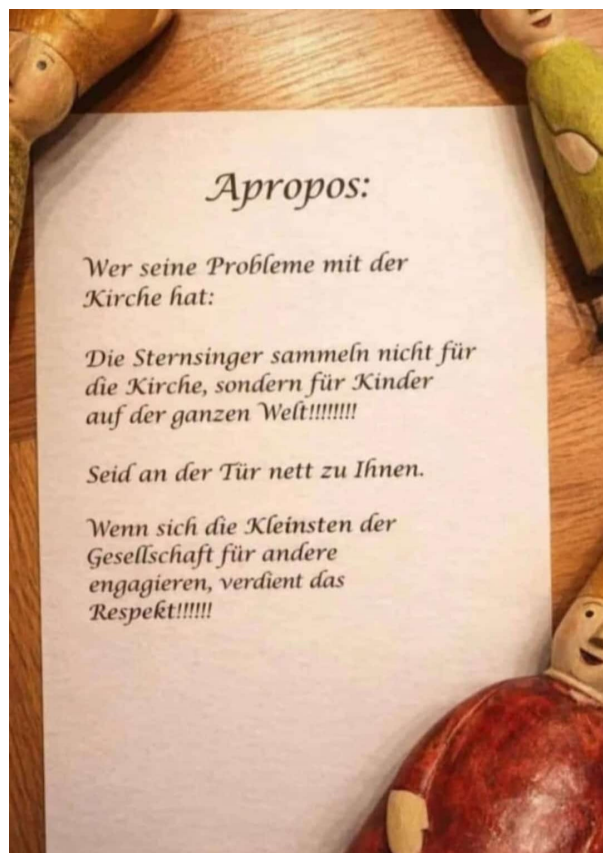 Apropos:
Wer seine Probleme mit der
Kirche hat:
Die Sternsinger sammeln nicht für
die Kirche, sondern für Kinder
auf der ganzen Welt!!!!!!!!
Seid an der Tür nett zu Ihnen.
Wenn sich die Kleinsten der
Gesellschaft für andere
engagieren, verdient das
Respekt!!!!!!